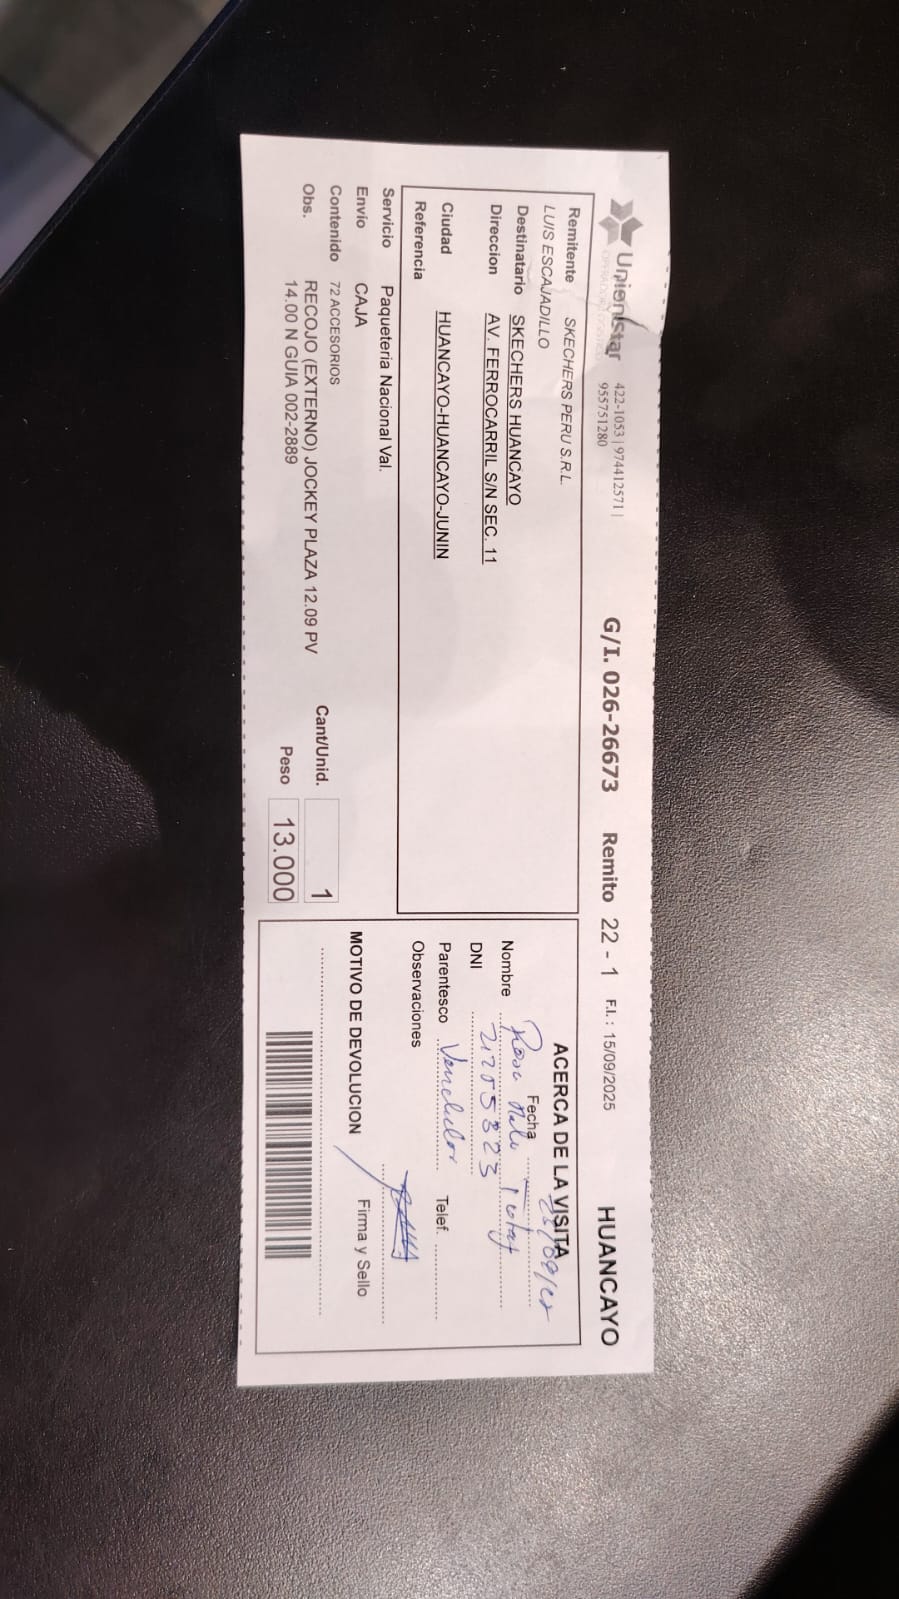 Unionstar 422-1053 | 974412571 |
955751280
G/I. 026-26673 Remito 22 - 1 F.I. : 15/09/2025 HUANCAYO
Remitente SKECHERS PERU S.R.L.
LUIS ESCAJADILLO
Destinatario SKECHERS HUANCAYO
Direccion AV. FERROCARRIL S/N SEC. 11
Ciudad HUANCAYO-HUANCAYO-JUNIN
Referencia
Servicio Paqueteria Nacional Val.
Envio CAJA
Contenido 72 ACCESORIOS
Obs. RECOJO (EXTERNO) JOCKEY PLAZA 12.09 PV
14.00 N GUIA 002-2889
Cant/Unid. 1
Peso 13.000
ACERCA DE LA VISITA
Fecha
Nombre Rosa
DNI
Parentesco Vendedor Telef.
Observaciones
MOTIVO DE DEVOLUCION Firma y Sello